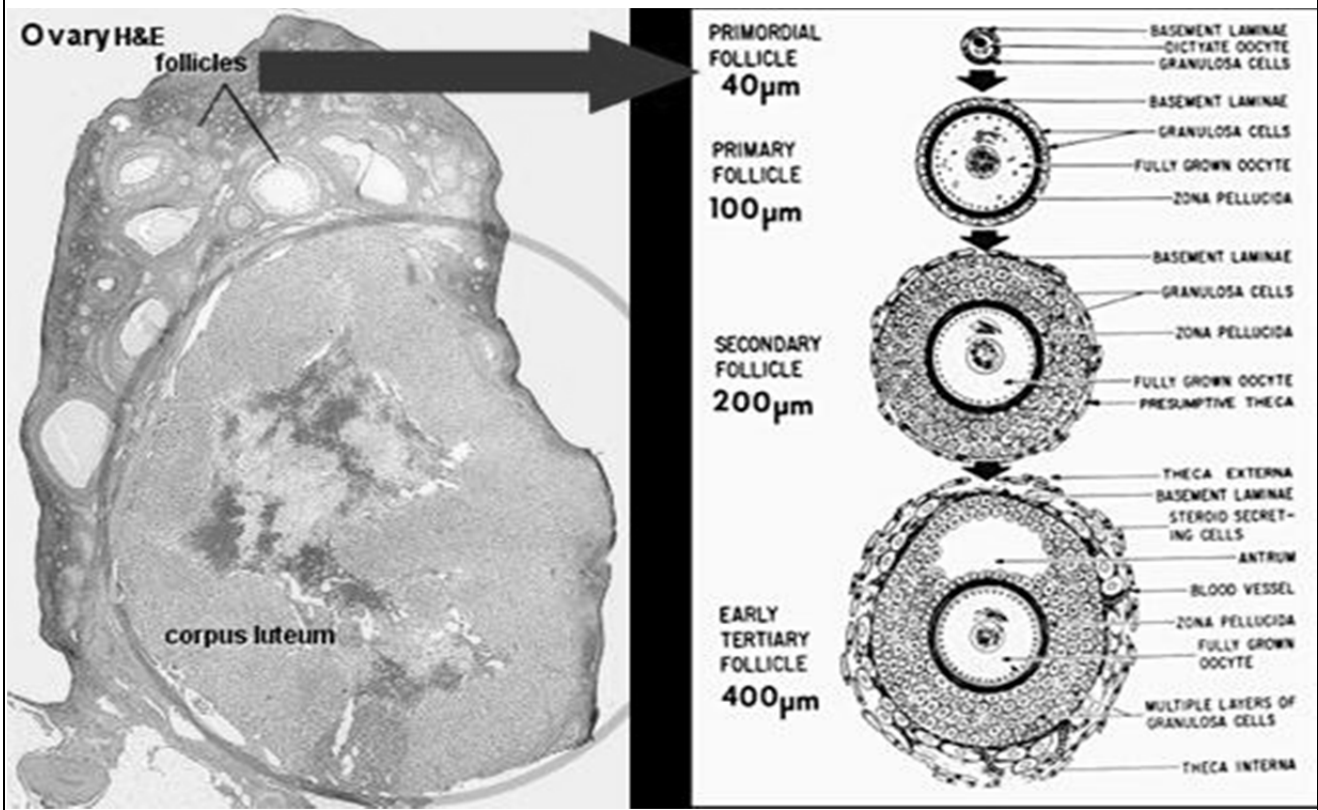 Ovary H&E
follicles
corpus luteum
PRIMORDIAL
FOLLICLE
40µm
BASEMENT LAMINAE
DICTYATE OOCYTE
GRANULOSA CELLS
PRIMARY
FOLLICLE
100µm
BASEMENT LAMINAE
GRANULOSA CELLS
FULLY GROWN OOCYTE
ZONA PELLUCIDA
SECONDARY
FOLLICLE
200µm
BASEMENT LAMINAE
GRANULOSA CELLS
ZONA PELLUCIDA
FULLY GROWN OOCYTE
PRESUMPTIVE THECA
EARLY
TERTIARY
FOLLICLE
400µm
THECA EXTERNA
BASEMENT LAMINAE
STEROID SECRET-
ING CELLS
ANTRUM
BLOOD VESSEL
ZONA PELLUCIDA
FULLY GROWN
OOCYTE
MULTIPLE LAYERS OF
GRANULOSA CELLS
THECA INTERNA